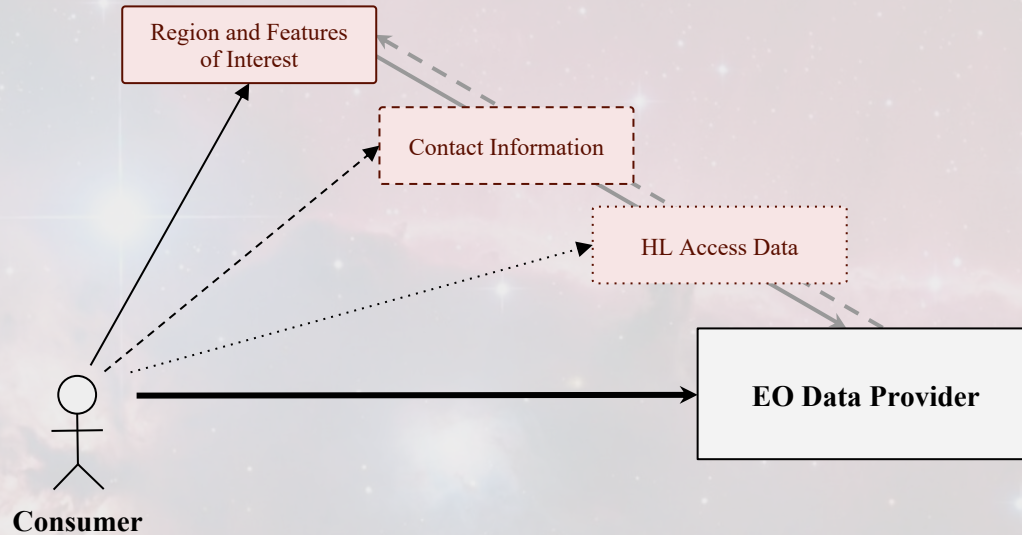 Region and Features
of Interest
Contact Information
HL Access Data
EO Data Provider
Consumer